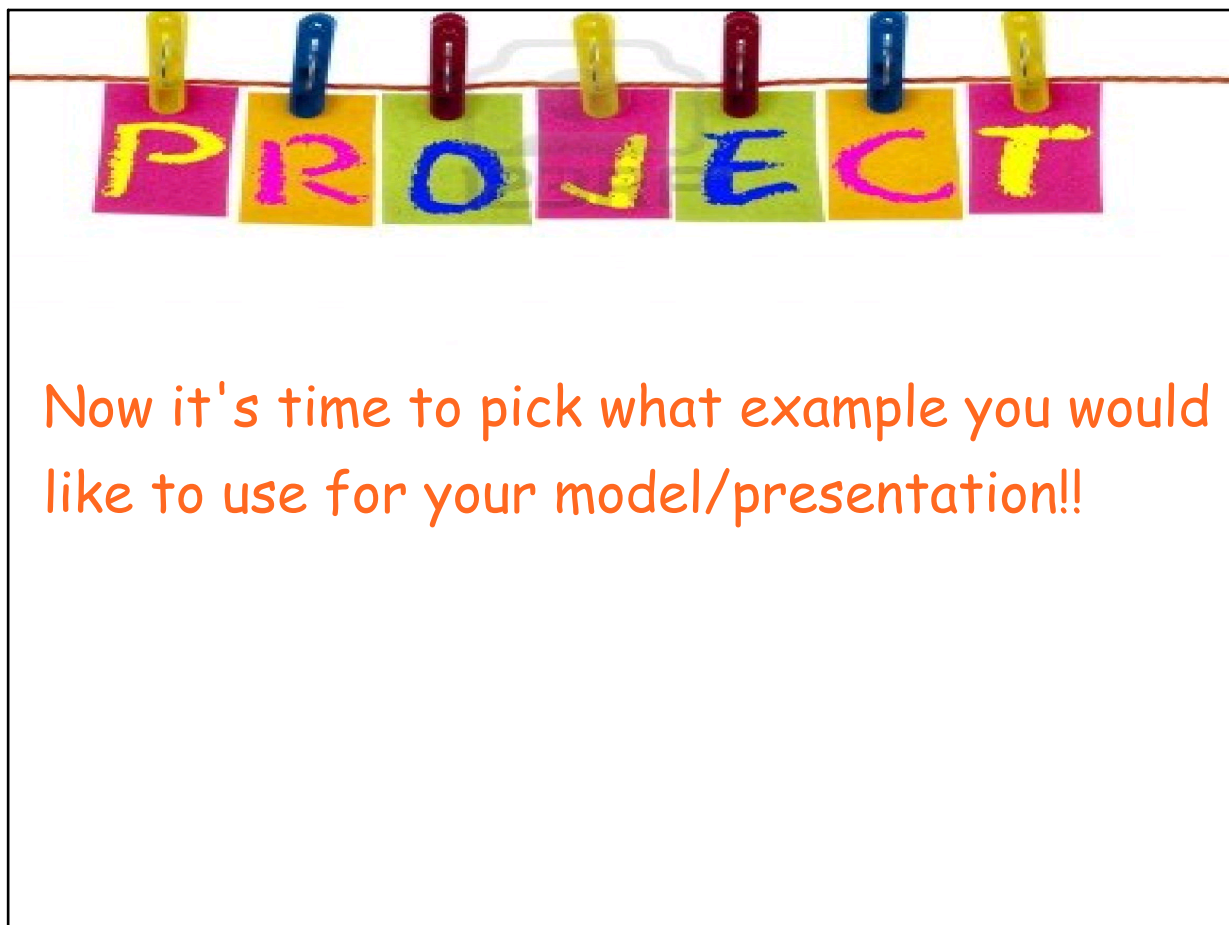 PROJECT
Now it's time to pick what example you would
like to use for your model/presentation!!